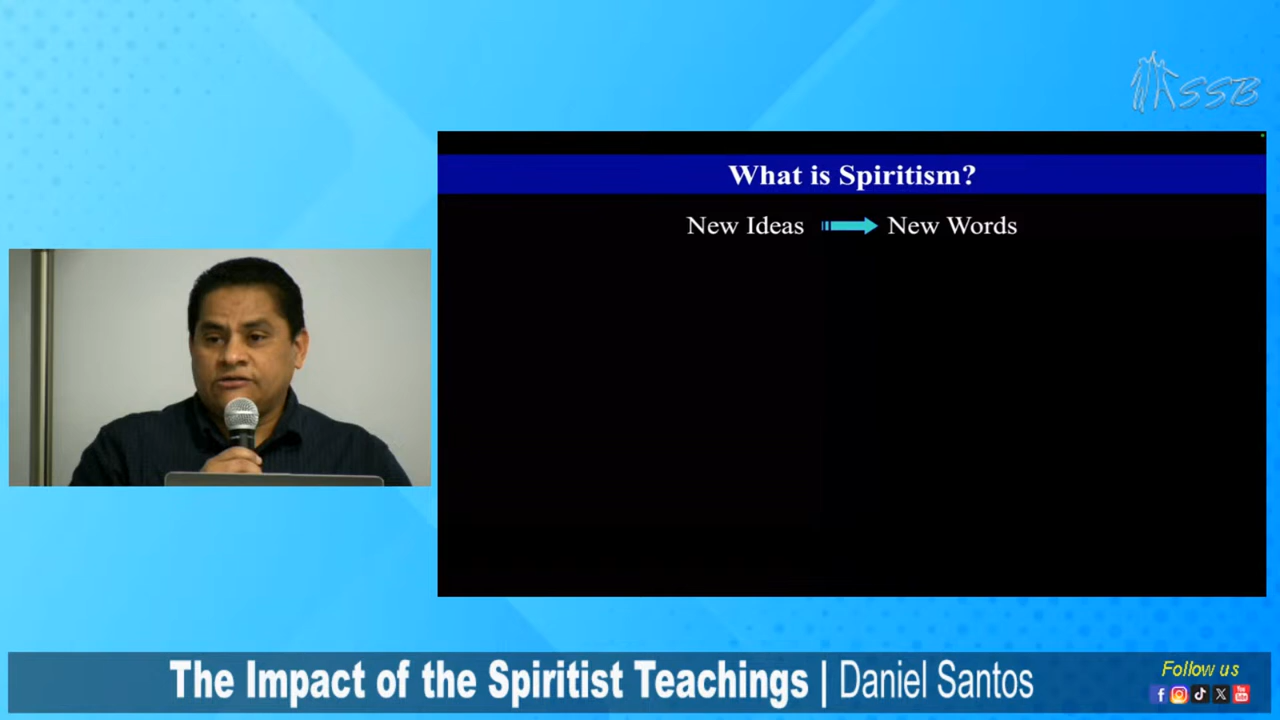 SSB
What is Spiritism?
New Ideas New Words
The Impact of the Spiritist Teachings | Daniel Santos
Follow us